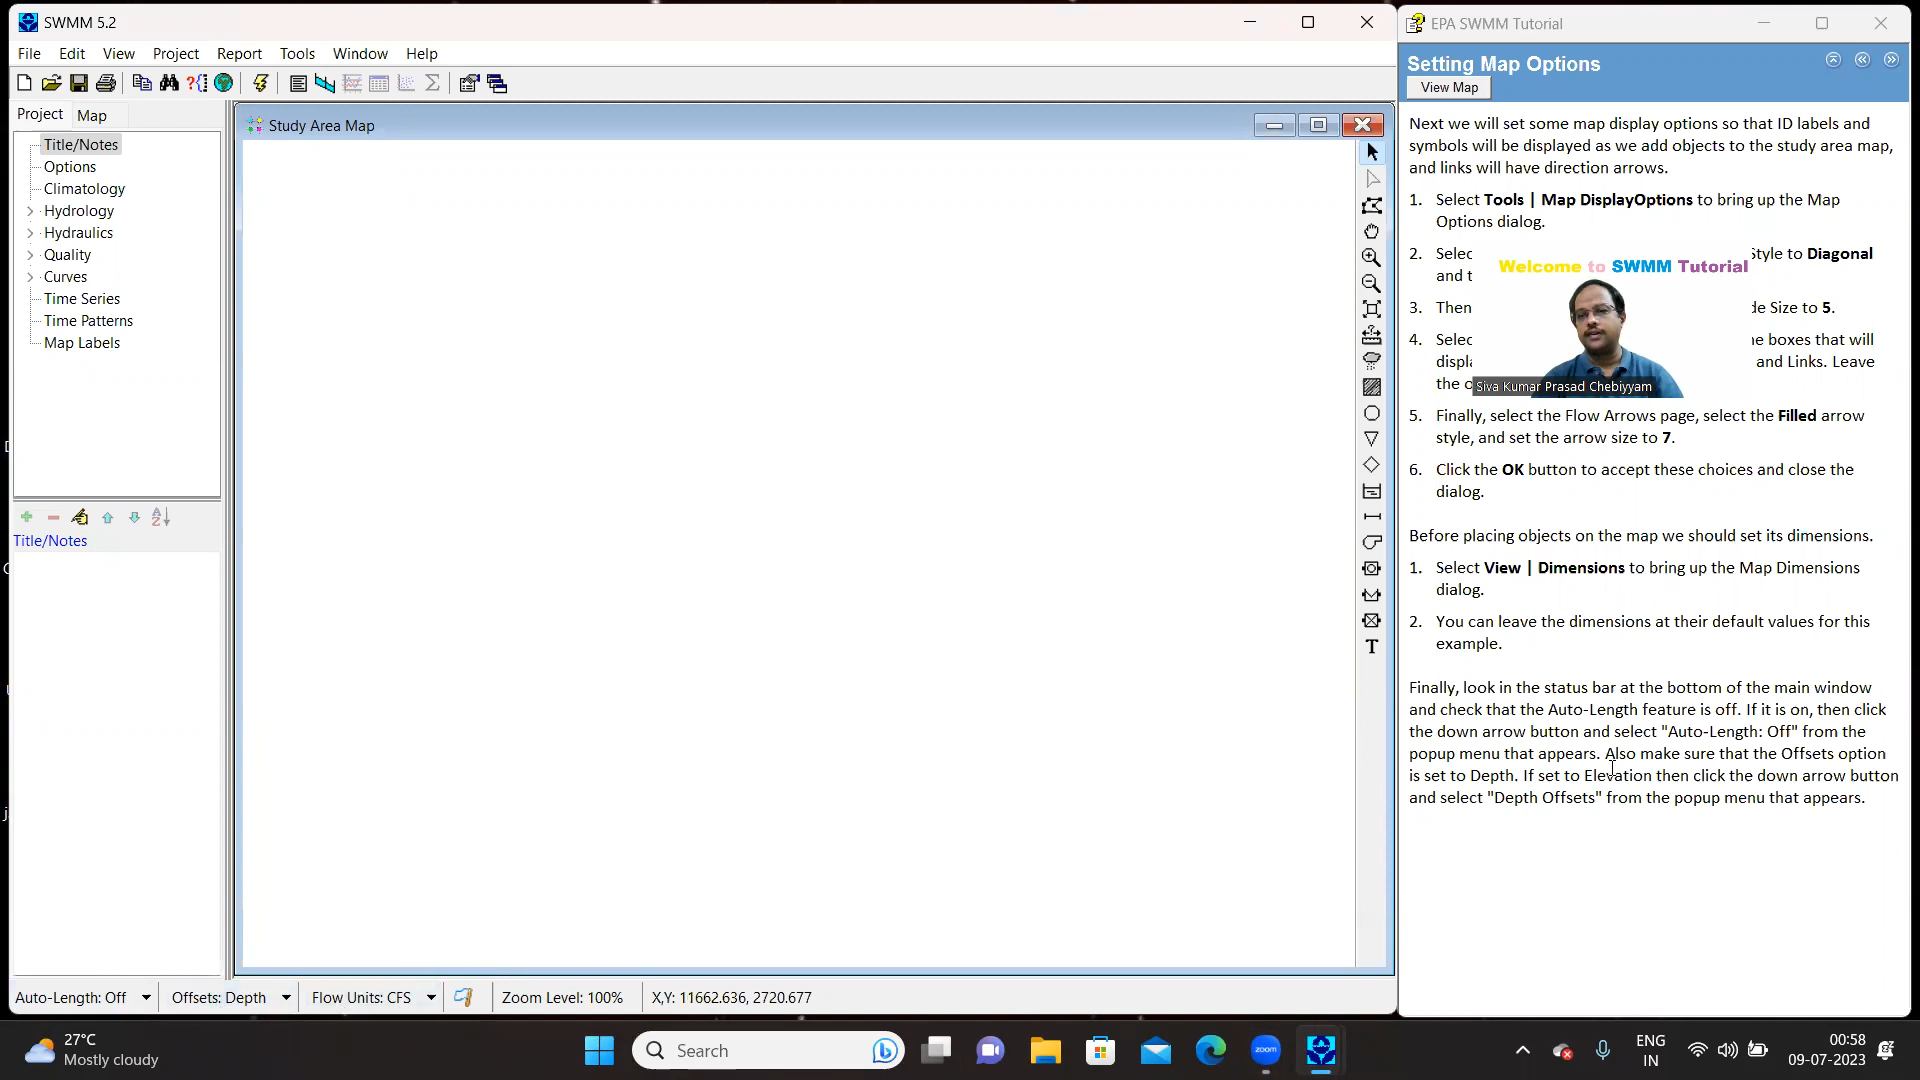 SWMM 5.2
File Edit View Project Report Tools Window Help
Project Map
Title/Notes
Options
Climatology
Hydrology
Hydraulics
Quality
Curves
Time Series
Time Patterns
Map Labels
Title/Notes
Study Area Map
T
Auto-Length: Off Offsets: Depth Flow Units: CFS Zoom Level: 100% X,Y: 11662.636, 2720.677
EPA SWMM Tutorial
Setting Map Options
View Map
Next we will set some map display options so that ID labels and
symbols will be displayed as we add objects to the study area map,
and links will have direction arrows.
1. Select Tools | Map DisplayOptions to bring up the Map
Options dialog.
2. Selec Style to Diagonal
and t
3. Then de Size to 5.
4. Selec e boxes that will
displa and Links. Leave
the o
Welcome to SWMM Tutorial
Siva Kumar Prasad Chebiyyam
5. Finally, select the Flow Arrows page, select the Filled arrow
style, and set the arrow size to 7.
6. Click the OK button to accept these choices and close the
dialog.
Before placing objects on the map we should set its dimensions.
1. Select View | Dimensions to bring up the Map Dimensions
dialog.
2. You can leave the dimensions at their default values for this
example.
Finally, look in the status bar at the bottom of the main window
and check that the Auto-Length feature is off. If it is on, then click
the down arrow button and select "Auto-Length: Off" from the
popup menu that appears. Also make sure that the Offsets option
is set to Depth. If set to Elevation then click the down arrow button
and select "Depth Offsets" from the popup menu that appears.
27°C
Mostly cloudy
Search
zoom
ENG
IN
00:58
09-07-2023